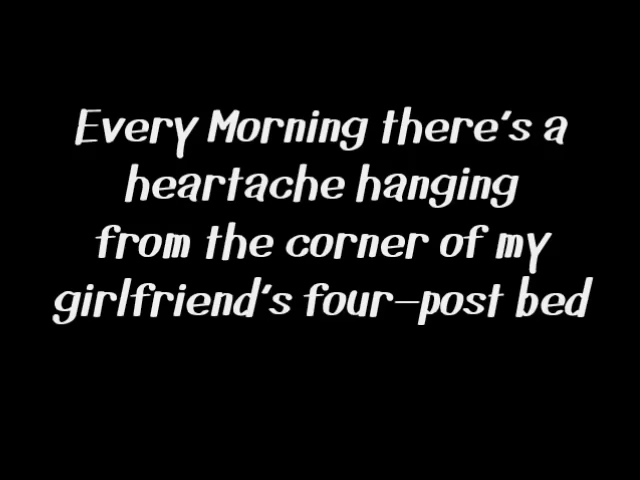 Every Morning there's a
heartache hanging
from the corner of my
girlfriend's four-post bed